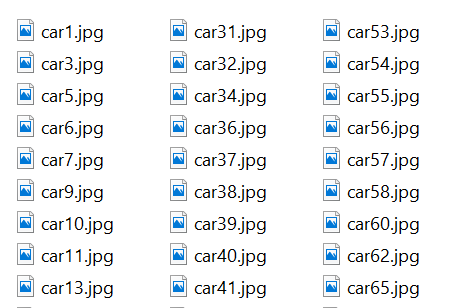 car1.jpg
car3.jpg
car5.jpg
car6.jpg
car7.jpg
car9.jpg
car10.jpg
car11.jpg
car13.jpg
car31.jpg
car32.jpg
car34.jpg
car36.jpg
car37.jpg
car38.jpg
car39.jpg
car40.jpg
car41.jpg
car53.jpg
car54.jpg
car55.jpg
car56.jpg
car57.jpg
car58.jpg
car60.jpg
car62.jpg
car65.jpg